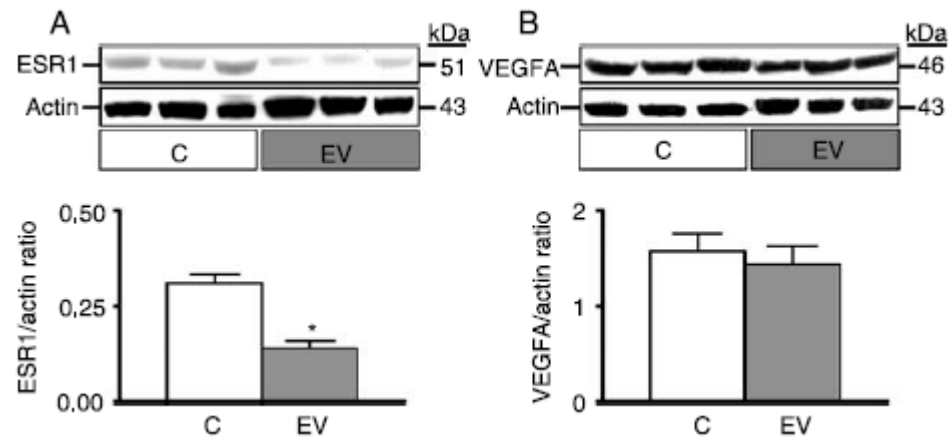 A
kDa
ESR1
51
Actin
43
C
EV
ESR1/actin ratio
0.50
0.25
0.00
*
C
EV
B
kDa
VEGFA
46
Actin
43
C
EV
VEGFA/actin ratio
2
1
0
C
EV